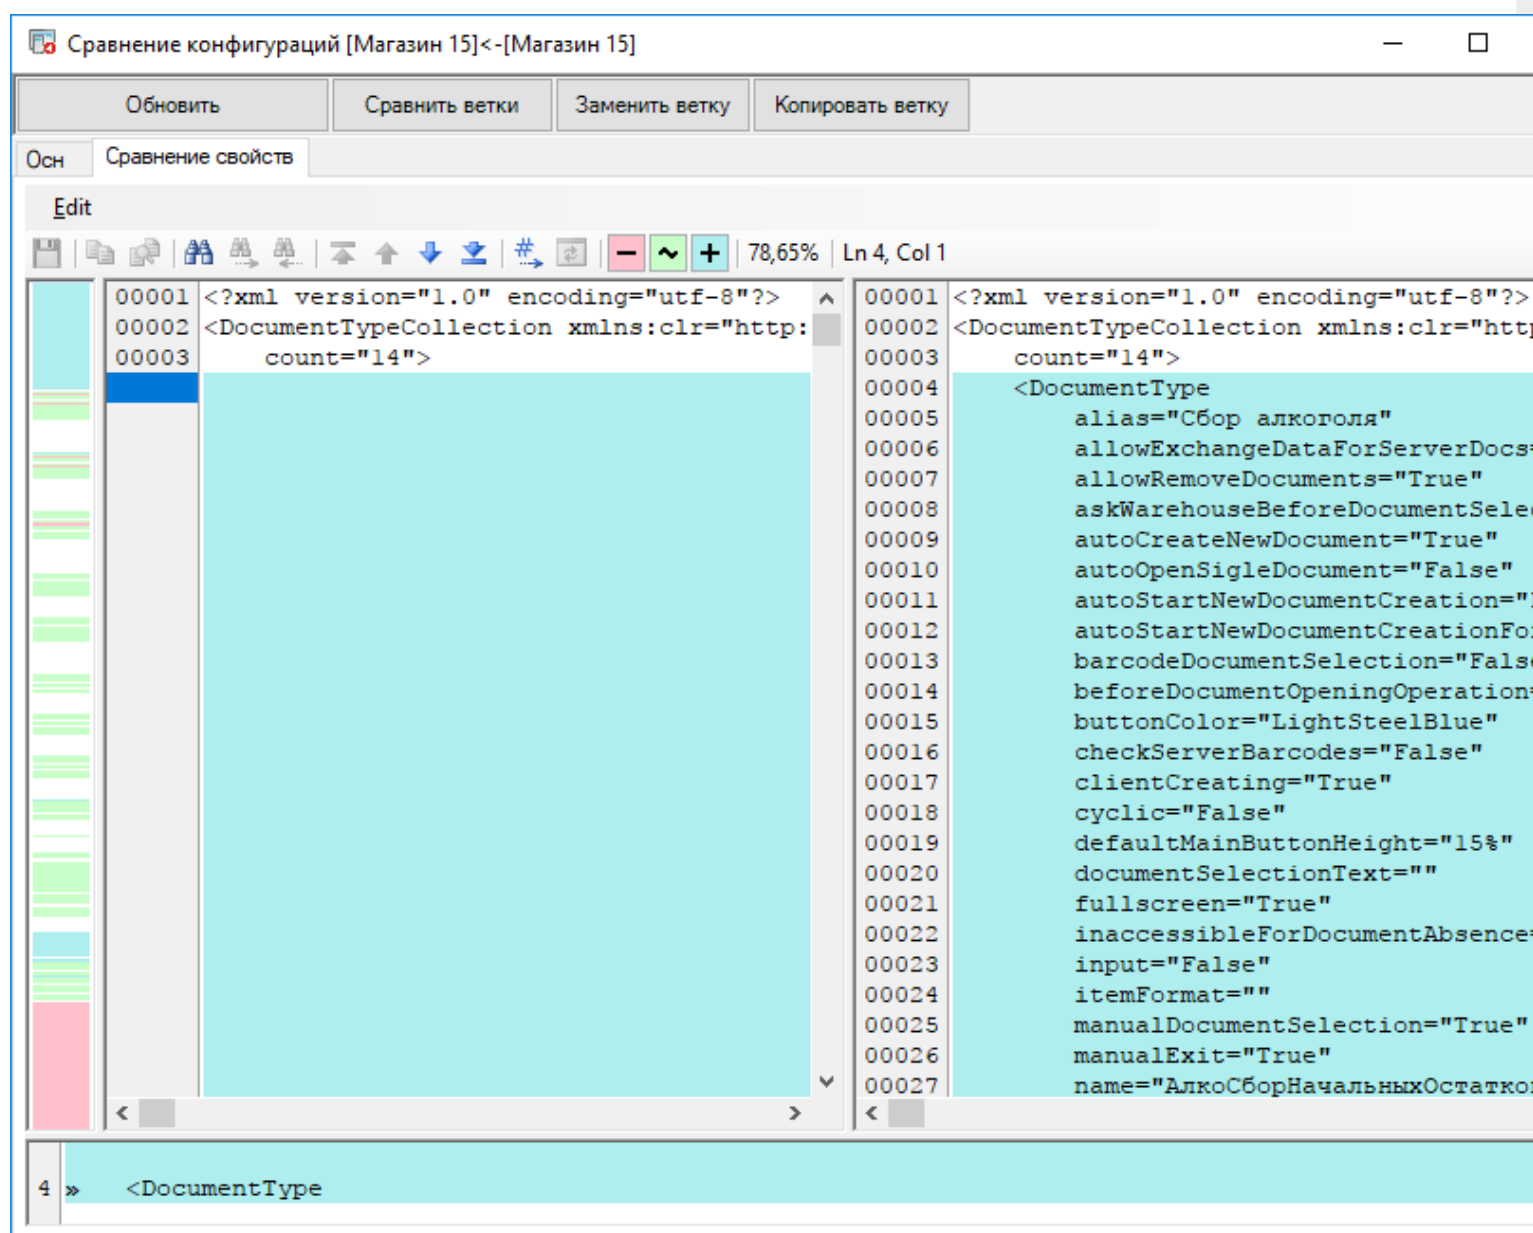 Сравнение конфигураций [Магазин 15]<-[Магазин 15]
Обновить Сравнить ветки Заменить ветку Копировать ветку
Осн Сравнение свойств
Edit
78,65% Ln 4, Col 1
00001 <?xml version="1.0" encoding="utf-8"?>
00002 <DocumentTypeCollection xmlns:clr="http:
00003 count="14">
00001 <?xml version="1.0" encoding="utf-8"?>
00002 <DocumentTypeCollection xmlns:clr="http
00003 count="14">
00004 <DocumentType
00005 alias="Сбор алкоголя"
00006 allowExchangeDataForServerDocs=
00007 allowRemoveDocuments="True"
00008 askWarehouseBeforeDocumentSelec
00009 autoCreateNewDocument="True"
00010 autoOpenSigleDocument="False"
00011 autoStartNewDocumentCreation="
00012 autoStartNewDocumentCreationFor
00013 barcodeDocumentSelection="False
00014 beforeDocumentOpeningOperation=
00015 buttonColor="LightSteelBlue"
00016 checkServerBarcodes="False"
00017 clientCreating="True"
00018 cyclic="False"
00019 defaultMainButtonHeight="15%"
00020 documentSelectionText=""
00021 fullscreen="True"
00022 inaccessibleForDocumentAbsence=
00023 input="False"
00024 itemFormat=""
00025 manualDocumentSelection="True"
00026 manualExit="True"
00027 name="АлкоСборНачальныхОстатко
4 » <DocumentType